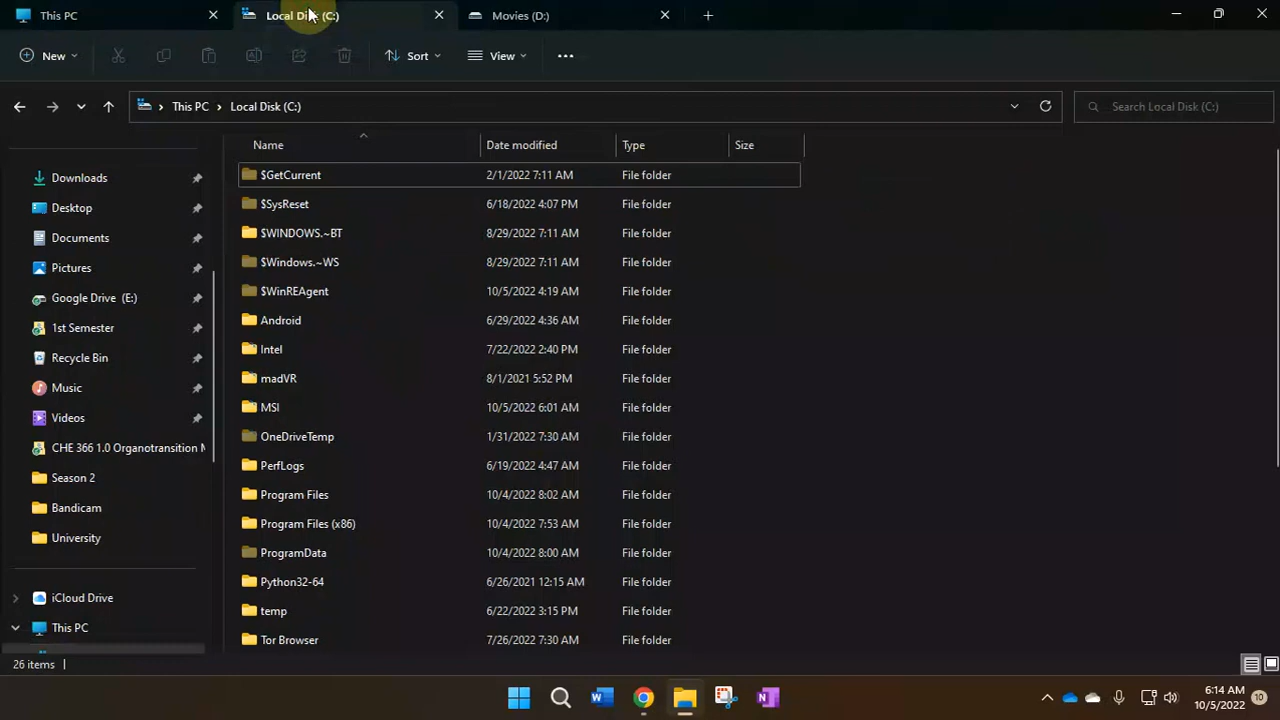 This PC
Local Disk (C:)
Movies (D:)
New
Sort
View
This PC > Local Disk (C:)
Search Local Disk (C:)
Name Date modified Type Size
Downloads
Desktop
Documents
Pictures
Google Drive (E:)
1st Semester
Recycle Bin
Music
Videos
CHE 366 1.0 Organotransition M
Season 2
Bandicam
University
iCloud Drive
This PC
$GetCurrent 2/1/2022 7:11 AM File folder
$SysReset 6/18/2022 4:07 PM File folder
$WINDOWS.~BT 8/29/2022 7:11 AM File folder
$Windows.~WS 8/29/2022 7:11 AM File folder
$WinREAgent 10/5/2022 4:19 AM File folder
Android 6/29/2022 4:36 AM File folder
Intel 7/22/2022 2:40 PM File folder
madVR 8/1/2021 5:52 PM File folder
MSI 10/5/2022 6:01 AM File folder
OneDriveTemp 1/31/2022 7:30 AM File folder
PerfLogs 6/19/2022 4:47 AM File folder
Program Files 10/4/2022 8:02 AM File folder
Program Files (x86) 10/4/2022 7:53 AM File folder
ProgramData 10/4/2022 8:00 AM File folder
Python32-64 6/26/2021 12:15 AM File folder
temp 6/22/2022 3:15 PM File folder
Tor Browser 7/26/2022 7:30 AM File folder
26 items
6:14 AM
10/5/2022
10